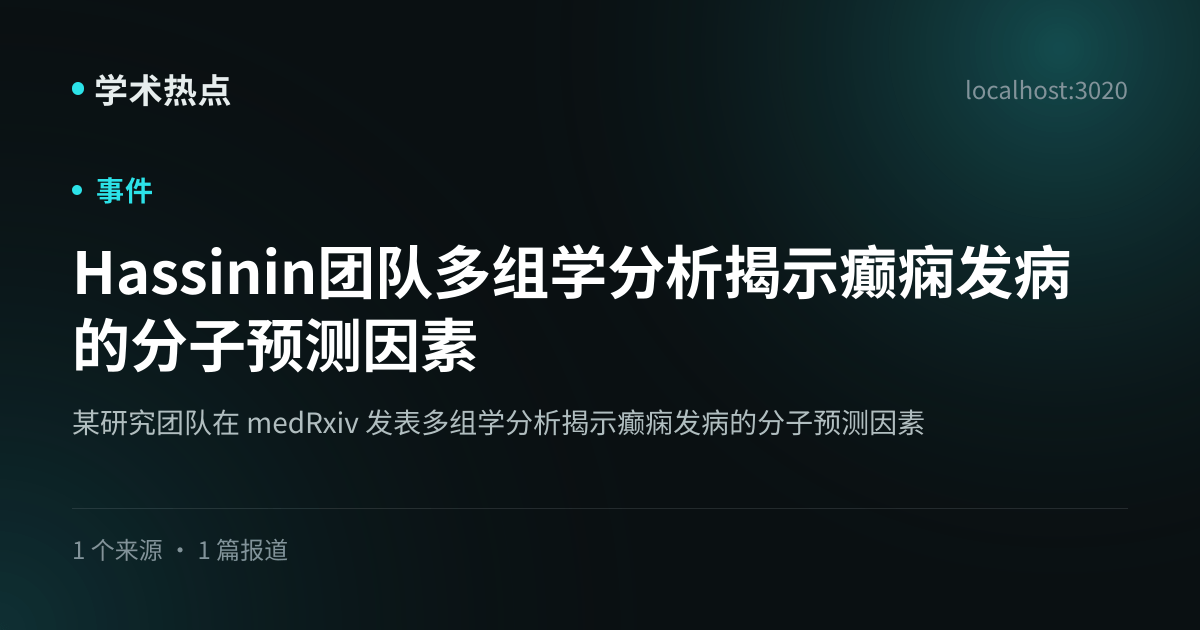 学术热点
localhost:3020
事件
Hassinin团队多组学分析揭示癫痫发病
的分子预测因素
某研究团队在 medRxiv 发表多组学分析揭示癫痫发病的分子预测因素
1 个来源 · 1 篇报道